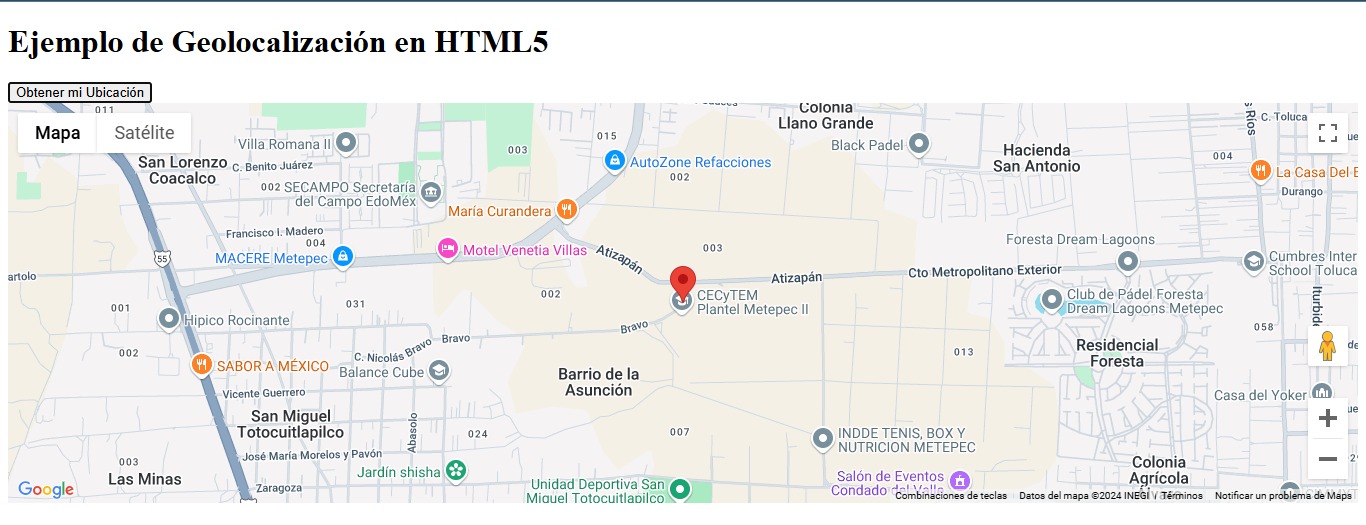 Ejemplo de Geolocalización en HTML5
Obtener mi Ubicación
011
Mapa
Satélite
Villa Romana II
San Lorenzo
Coacalco
C. Benito Juárez
002
SECAMPO Secretaría
del Campo EdoMéx
003
015
AutoZone Refacciones
002
Colonia
Llano Grande
Black Padel
Hacienda
San Antonio
004
C. Toluca
La Casa Del B
Durango
María Curandera
Francisco I. Madero
004
MACERE Metepec
Motel Venetia Villas
55
Atizapán
003
Atizapán
Cto Metropolitano Exterior
Foresta Dream Lagoons
Cumbres Inter
School Toluca
artolo
001
031
002
CECyTEM
Plantel Metepec II
Club de Pádel Foresta
Dream Lagoons Metepec
Iturbid
058
Hipico Rocinante
Bravo
Bravo
C. Nicolás Bravo
002
013
Residencial
Foresta
SABOR A MÉXICO
Balance Cube
Barrio de la
Asunción
Vicente Guerrero
San Miguel
Totocuitlapilco
Abasolo
024
007
Casa del Yoker
INDDE TENIS, BOX Y
NUTRICION METEPEC
José María Morelos y Pavón
003
Las Minas
Jardín shisha
Zaragoza
Unidad Deportiva San
Miguel Totocuitlapilco
Salón de Eventos
Condado del Valle
Colonia
Agrícola
Google
Combinaciones de teclas
Datos del mapa ©2024 INEGI
Términos
Notificar un problema de Maps